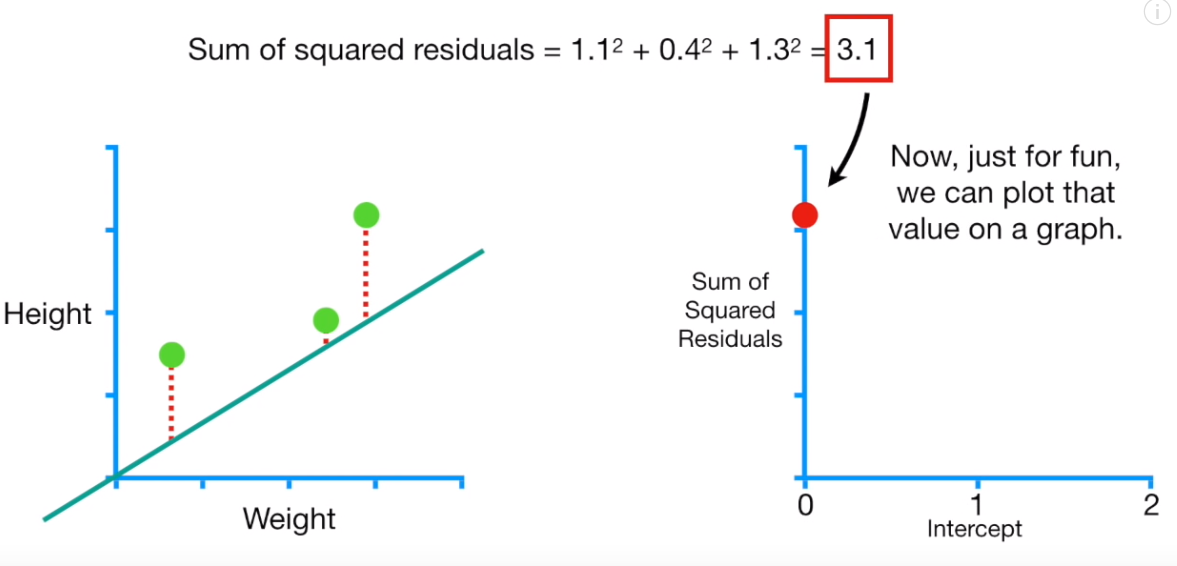 Sum of squared residuals = 1.1² + 0.4² + 1.3² = 3.1
Now, just for fun,
we can plot that
value on a graph.
Height
Weight
Sum of
Squared
Residuals
0
1
2
Intercept
i